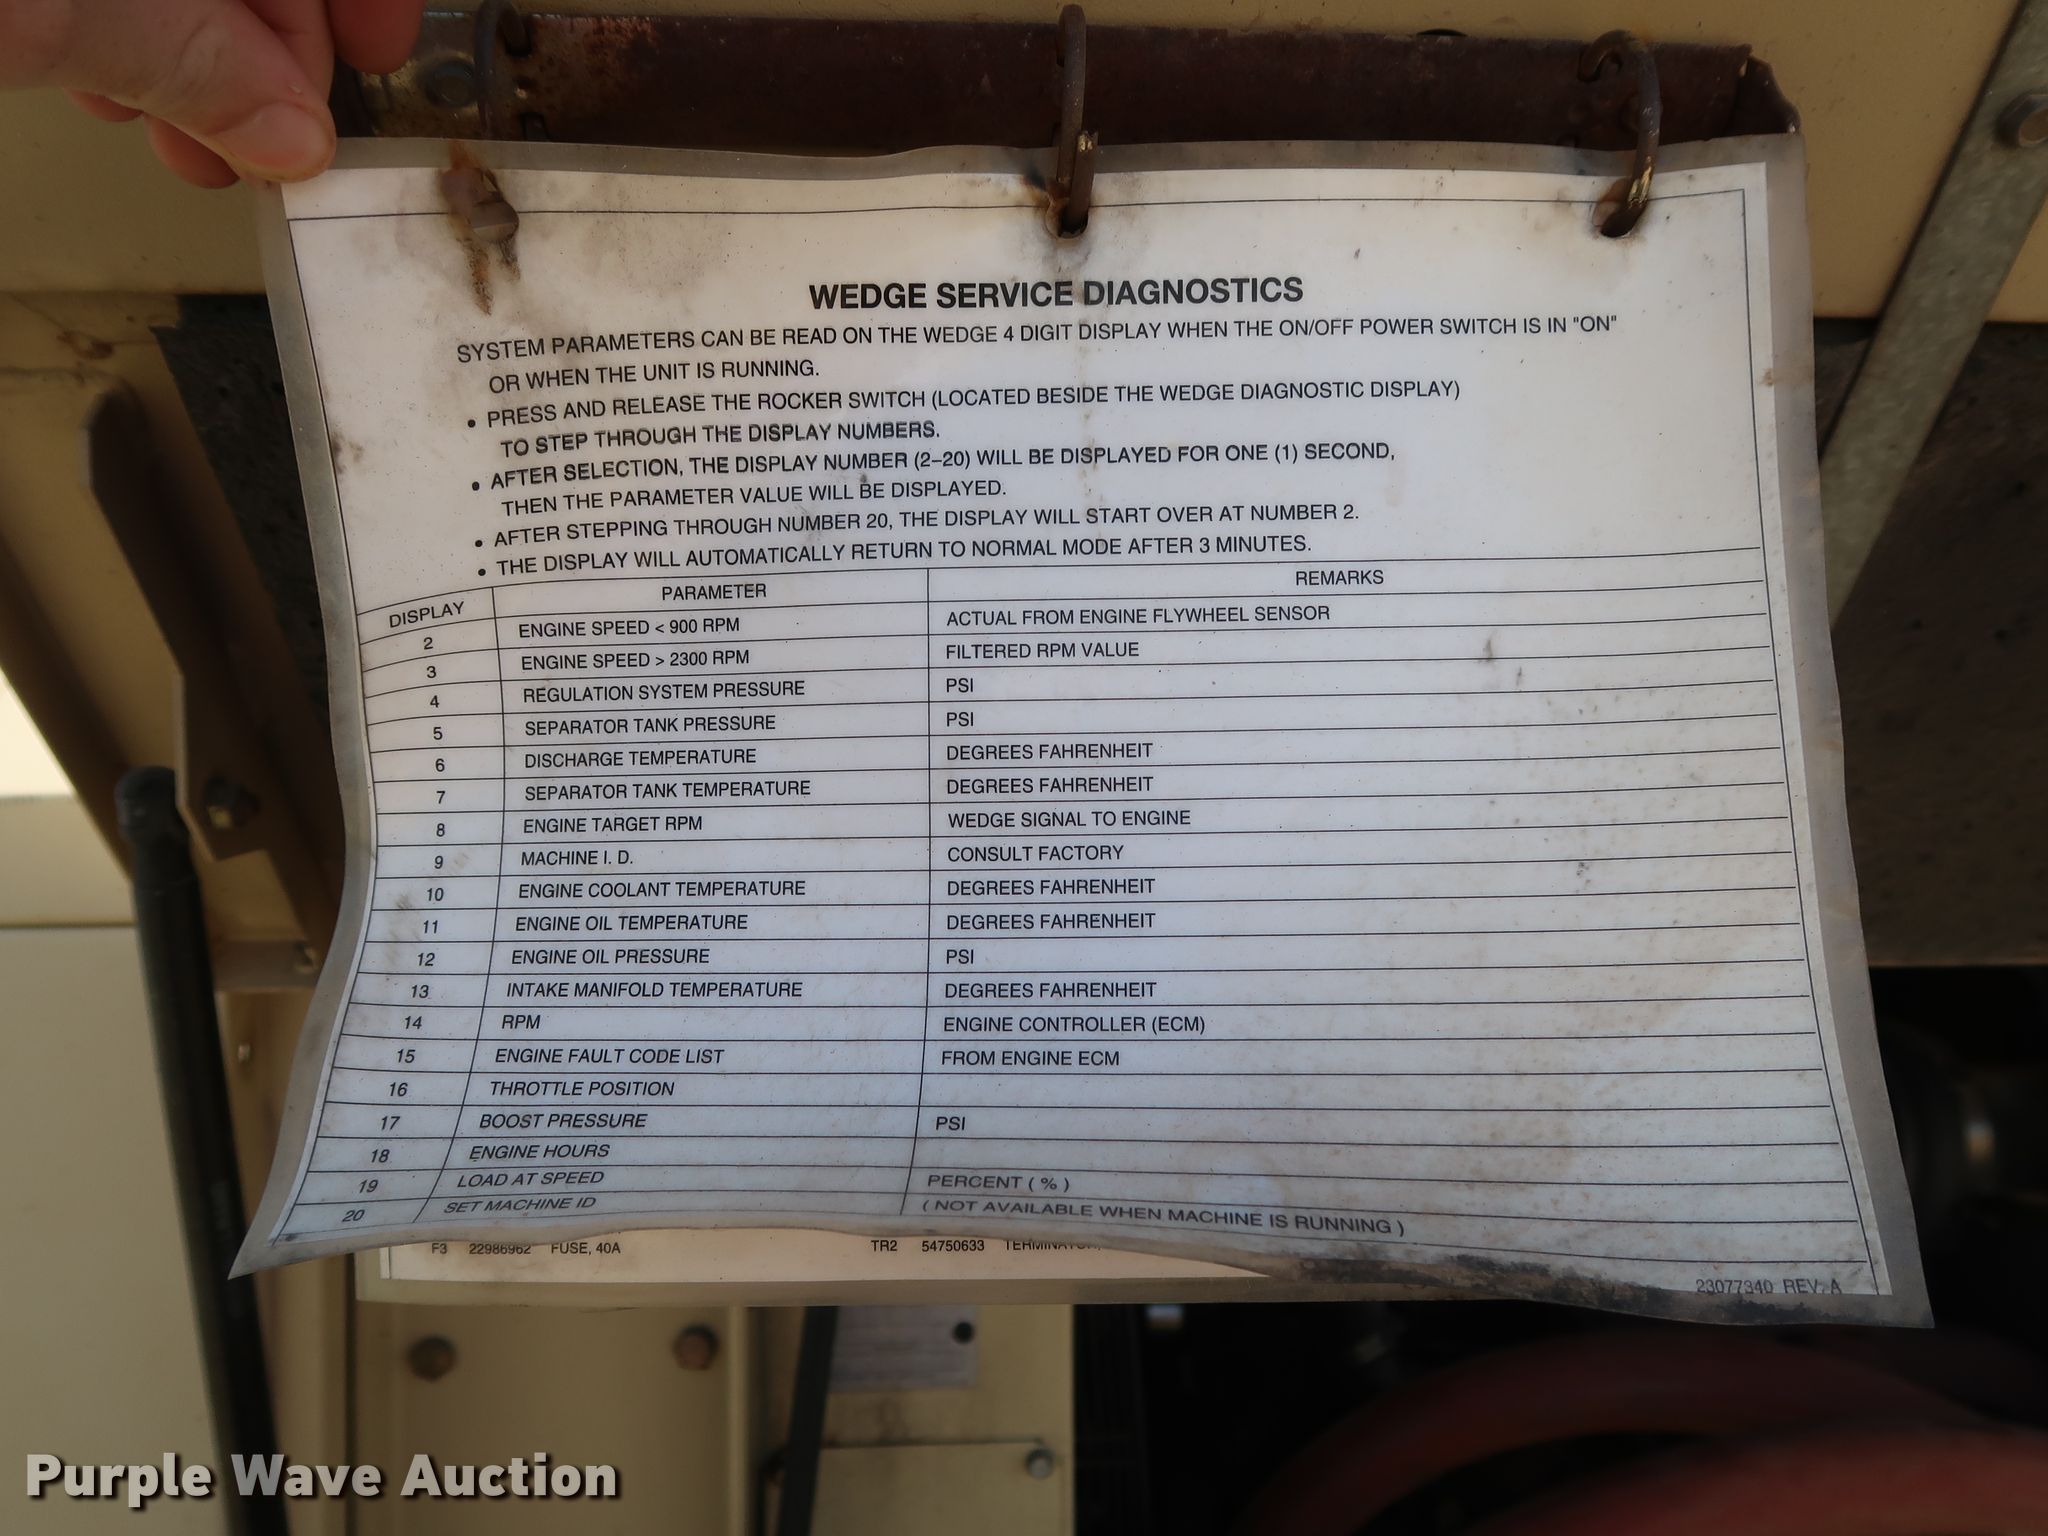 WEDGE SERVICE DIAGNOSTICS
SYSTEM PARAMETERS CAN BE READ ON THE WEDGE 4 DIGIT DISPLAY WHEN THE ON/OFF POWER SWITCH IS IN "ON"
OR WHEN THE UNIT IS RUNNING.
• PRESS AND RELEASE THE ROCKER SWITCH (LOCATED BESIDE THE WEDGE DIAGNOSTIC DISPLAY)
TO STEP THROUGH THE DISPLAY NUMBERS.
• AFTER SELECTION, THE DISPLAY NUMBER (2–20) WILL BE DISPLAYED FOR ONE (1) SECOND,
THEN THE PARAMETER VALUE WILL BE DISPLAYED.
• AFTER STEPPING THROUGH NUMBER 20, THE DISPLAY WILL START OVER AT NUMBER 2.
• THE DISPLAY WILL AUTOMATICALLY RETURN TO NORMAL MODE AFTER 3 MINUTES.
DISPLAY PARAMETER REMARKS
2 ENGINE SPEED < 900 RPM ACTUAL FROM ENGINE FLYWHEEL SENSOR
3 ENGINE SPEED > 2300 RPM FILTERED RPM VALUE
4 REGULATION SYSTEM PRESSURE PSI
5 SEPARATOR TANK PRESSURE PSI
6 DISCHARGE TEMPERATURE DEGREES FAHRENHEIT
7 SEPARATOR TANK TEMPERATURE DEGREES FAHRENHEIT
8 ENGINE TARGET RPM WEDGE SIGNAL TO ENGINE
9 MACHINE I. D. CONSULT FACTORY
10 ENGINE COOLANT TEMPERATURE DEGREES FAHRENHEIT
11 ENGINE OIL TEMPERATURE DEGREES FAHRENHEIT
12 ENGINE OIL PRESSURE PSI
13 INTAKE MANIFOLD TEMPERATURE DEGREES FAHRENHEIT
14 RPM ENGINE CONTROLLER (ECM)
15 ENGINE FAULT CODE LIST FROM ENGINE ECM
16 THROTTLE POSITION
17 BOOST PRESSURE PSI
18 ENGINE HOURS
19 LOAD AT SPEED PERCENT ( % )
20 SET MACHINE ID ( NOT AVAILABLE WHEN MACHINE IS RUNNING )
F3 22986962 FUSE, 40A TR2 54750633
23077340 REV. A
Purple Wave Auction